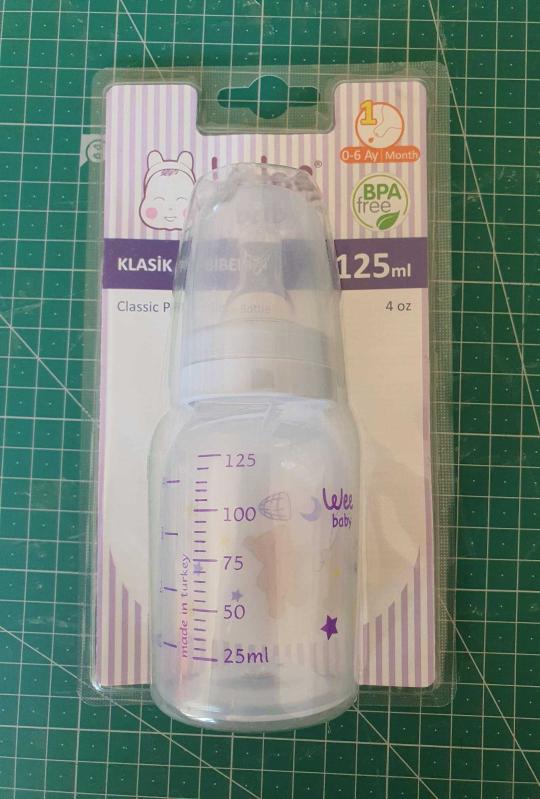 1
0-6 Ay | Month
BPA
free
KLASİK
125ml
Classic
Bottle
4 oz
125
100
Wee
baby
75
50
25ml
made in turkey